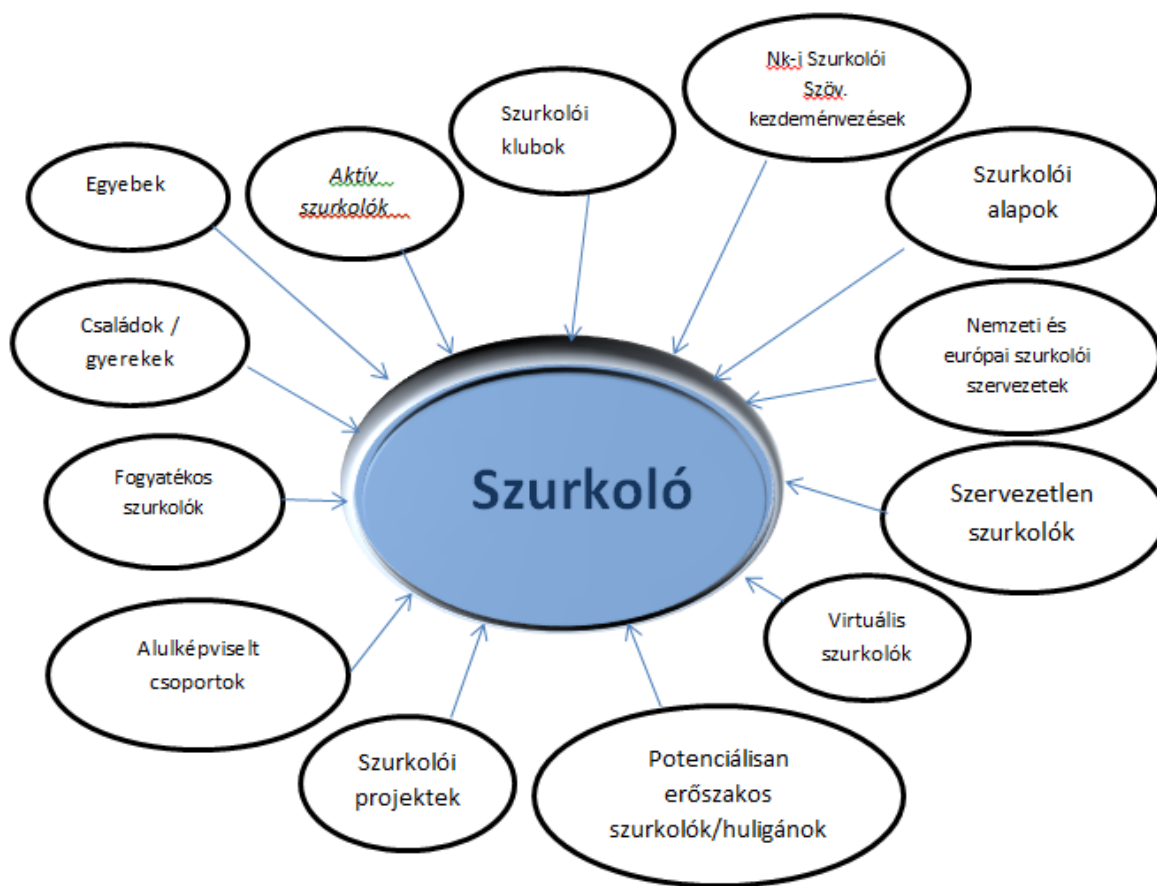 Nk-i Szurkolói
Szöv.
kezdeménvezések
Szurkolói
klubok
Aktív
szurkolók
Egyebek
Szurkolói
alapok
Családok /
gyerekek
Nemzeti és
európai szurkolói
szervezetek
Szurkoló
Fogyatékos
szurkolók
Szervezetlen
szurkolók
Virtuális
szurkolók
Alulképviselt
csoportok
Szurkolói
projektek
Potenciálisan
erőszakos
szurkolók/huligánok